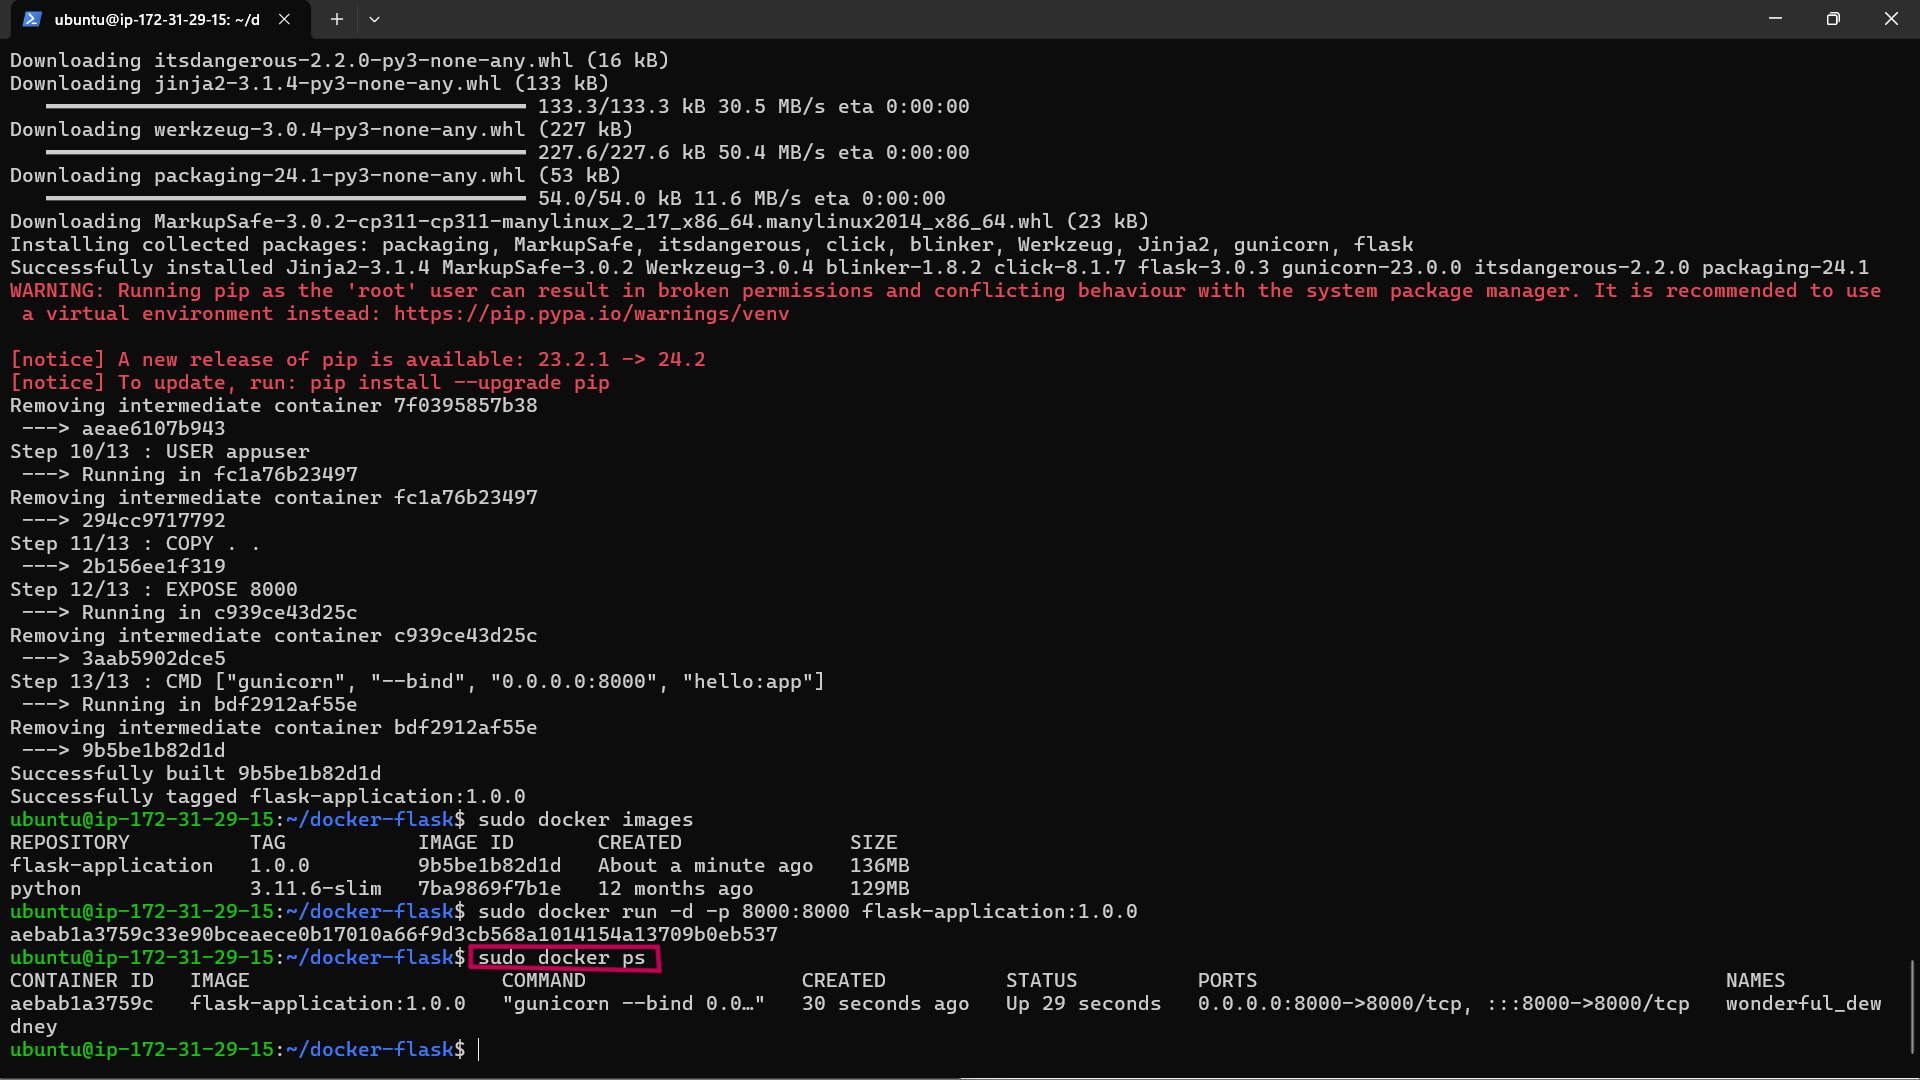 ubuntu@ip-172-31-29-15: ~/d
Downloading itsdangerous-2.2.0-py3-none-any.whl (16 kB)
Downloading jinja2-3.1.4-py3-none-any.whl (133 kB)
133.3/133.3 kB 30.5 MB/s eta 0:00:00
Downloading werkzeug-3.0.4-py3-none-any.whl (227 kB)
227.6/227.6 kB 50.4 MB/s eta 0:00:00
Downloading packaging-24.1-py3-none-any.whl (53 kB)
54.0/54.0 kB 11.6 MB/s eta 0:00:00
Downloading MarkupSafe-3.0.2-cp311-cp311-manylinux_2_17_x86_64.manylinux2014_x86_64.whl (23 kB)
Installing collected packages: packaging, MarkupSafe, itsdangerous, click, blinker, Werkzeug, Jinja2, gunicorn, flask
Successfully installed Jinja2-3.1.4 MarkupSafe-3.0.2 Werkzeug-3.0.4 blinker-1.8.2 click-8.1.7 flask-3.0.3 gunicorn-23.0.0 itsdangerous-2.2.0 packaging-24.1
WARNING: Running pip as the 'root' user can result in broken permissions and conflicting behaviour with the system package manager. It is recommended to use
a virtual environment instead: https://pip.pypa.io/warnings/venv
[notice] A new release of pip is available: 23.2.1 -> 24.2
[notice] To update, run: pip install --upgrade pip
Removing intermediate container 7f0395857b38
---> aeae6107b943
Step 10/13 : USER appuser
---> Running in fc1a76b23497
Removing intermediate container fc1a76b23497
---> 294cc9717792
Step 11/13 : COPY . .
---> 2b156ee1f319
Step 12/13 : EXPOSE 8000
---> Running in c939ce43d25c
Removing intermediate container c939ce43d25c
---> 3aab5902dce5
Step 13/13 : CMD ["gunicorn", "--bind", "0.0.0.0:8000", "hello:app"]
---> Running in bdf2912af55e
Removing intermediate container bdf2912af55e
---> 9b5be1b82d1d
Successfully built 9b5be1b82d1d
Successfully tagged flask-application:1.0.0
ubuntu@ip-172-31-29-15:~/docker-flask$ sudo docker images
REPOSITORY TAG IMAGE ID CREATED SIZE
flask-application 1.0.0 9b5be1b82d1d About a minute ago 136MB
python 3.11.6-slim 7ba9869f7b1e 12 months ago 129MB
ubuntu@ip-172-31-29-15:~/docker-flask$ sudo docker run -d -p 8000:8000 flask-application:1.0.0
aebab1a3759c33e90bceaece0b17010a66f9d3cb568a1014154a13709b0eb537
ubuntu@ip-172-31-29-15:~/docker-flask$ sudo docker ps
CONTAINER ID IMAGE COMMAND CREATED STATUS PORTS NAMES
aebab1a3759c flask-application:1.0.0 "gunicorn --bind 0.0…" 30 seconds ago Up 29 seconds 0.0.0.0:8000->8000/tcp, :::8000->8000/tcp wonderful_dew
dney
ubuntu@ip-172-31-29-15:~/docker-flask$